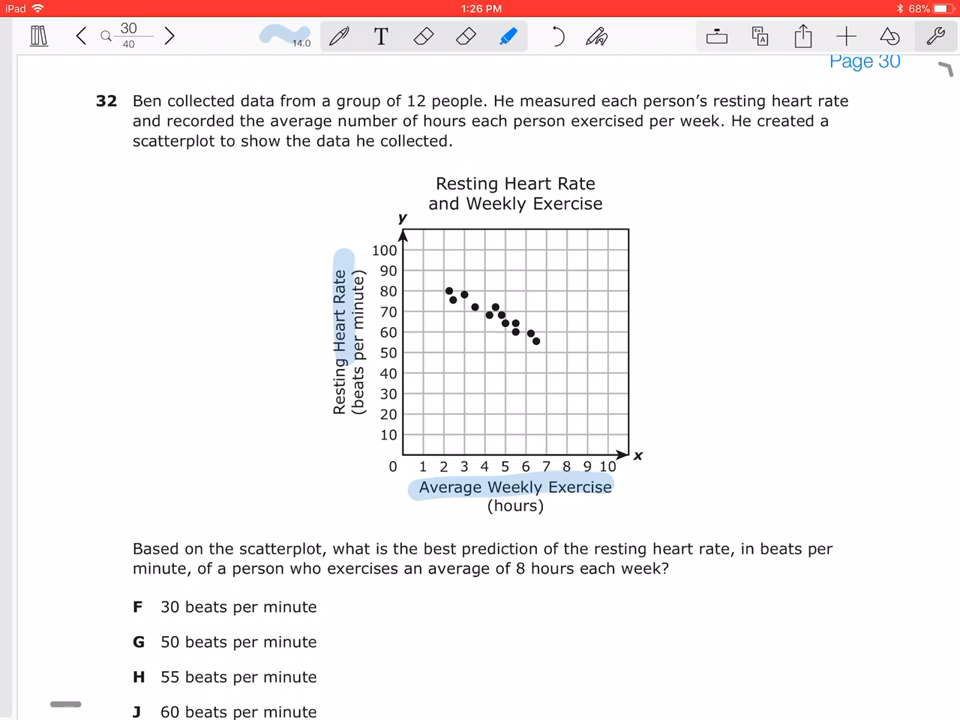 iPad 1:26 PM 68%
30
40
14.0
T
Page 30
32 Ben collected data from a group of 12 people. He measured each person's resting heart rate
and recorded the average number of hours each person exercised per week. He created a
scatterplot to show the data he collected.
Resting Heart Rate
and Weekly Exercise
y
100
90
80
70
60
50
40
30
20
10
Resting Heart Rate
(beats per minute)
0 1 2 3 4 5 6 7 8 9 10
x
Average Weekly Exercise
(hours)
Based on the scatterplot, what is the best prediction of the resting heart rate, in beats per
minute, of a person who exercises an average of 8 hours each week?
F 30 beats per minute
G 50 beats per minute
H 55 beats per minute
J 60 beats per minute